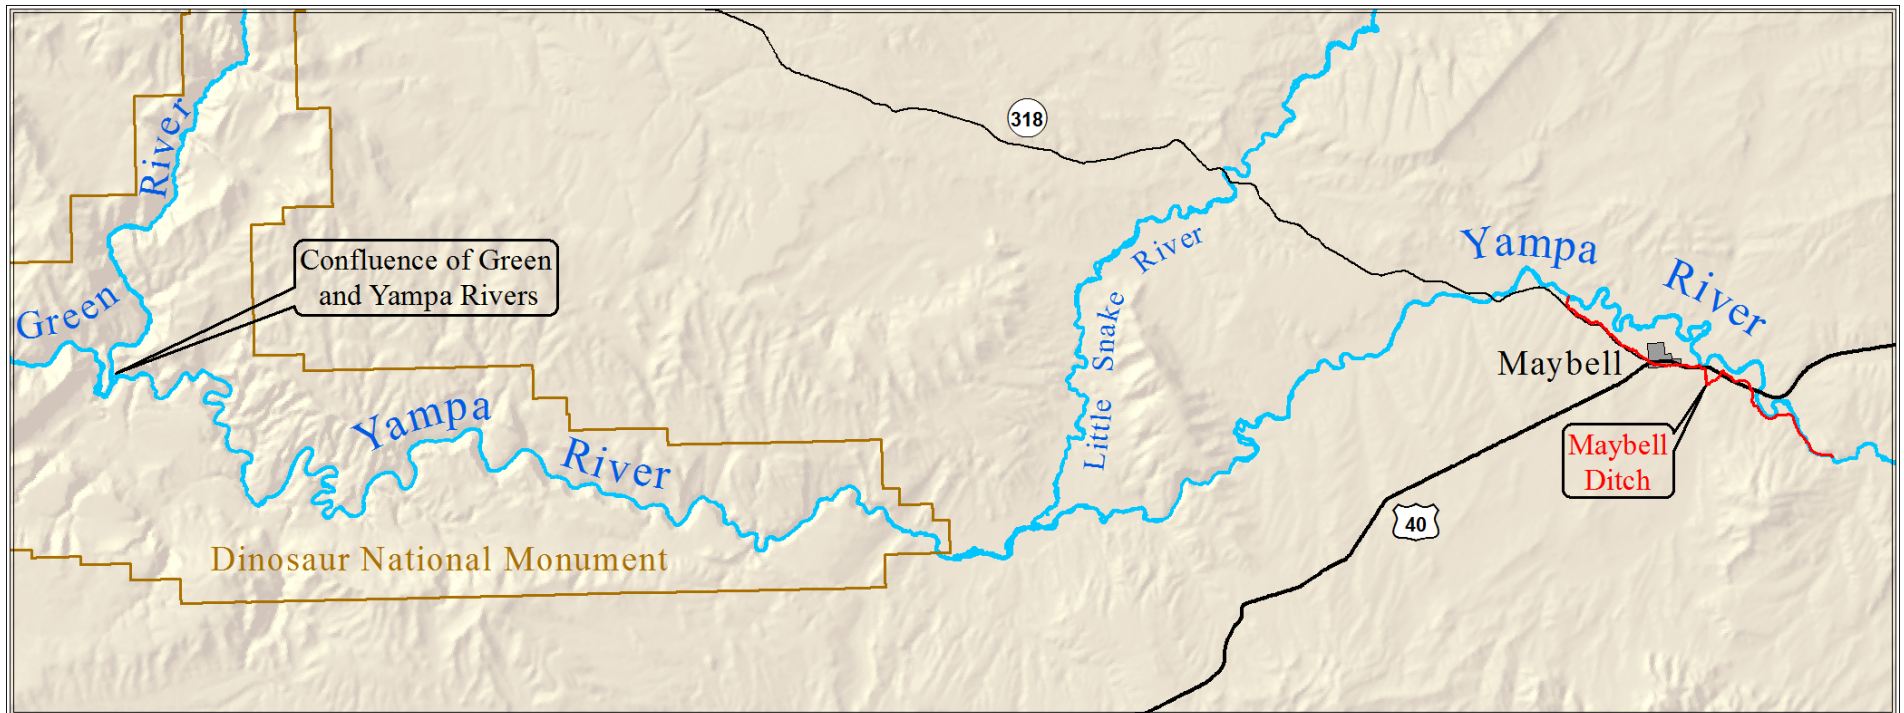 318
Yampa River
River
Green
Confluence of Green
and Yampa Rivers
Little Snake River
Maybell
Maybell
Ditch
Yampa River
40
Dinosaur National Monument